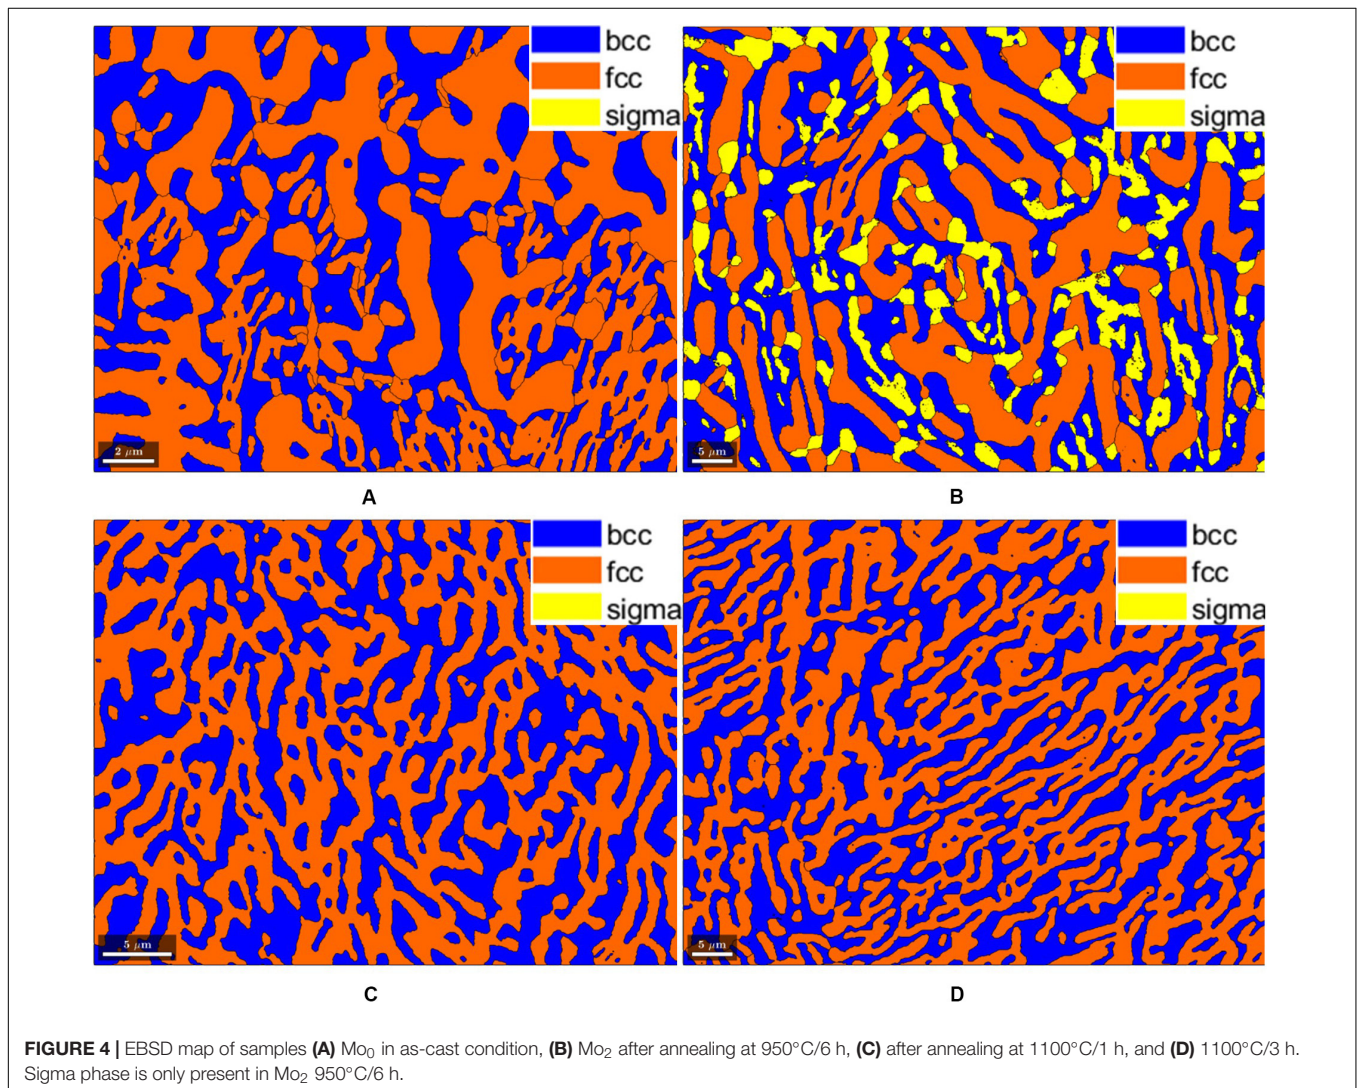 bcc
fcc
sigma
2 μm
A
bcc
fcc
sigma
5 μm
B
bcc
fcc
sigma
5 μm
C
bcc
fcc
sigma
5 μm
D
FIGURE 4 | EBSD map of samples (A) Mo₀ in as-cast condition, (B) Mo₂ after annealing at 950°C/6 h, (C) after annealing at 1100°C/1 h, and (D) 1100°C/3 h.
Sigma phase is only present in Mo₂ 950°C/6 h.